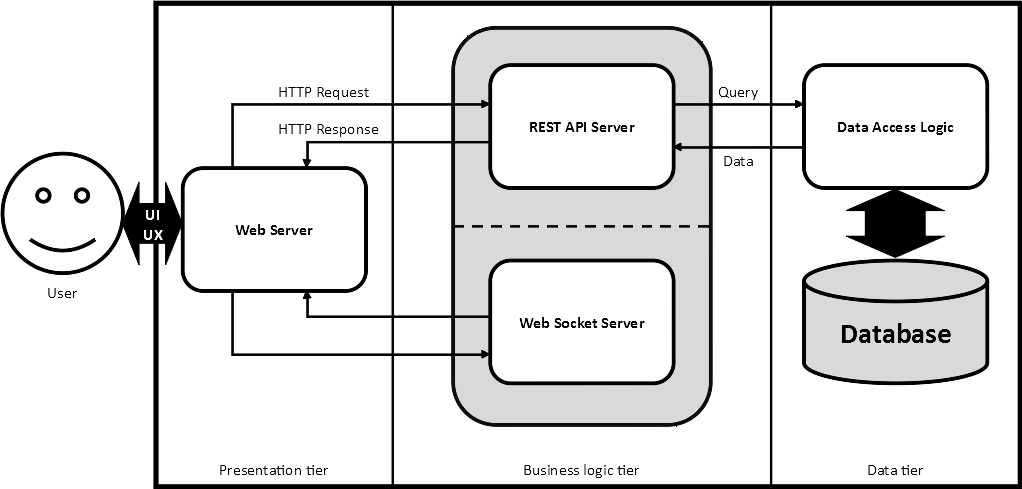 HTTP Request
HTTP Response
REST API Server
Query
Data
Data Access Logic
UI
UX
User
Web Server
Web Socket Server
Database
Presentation tier
Business logic tier
Data tier